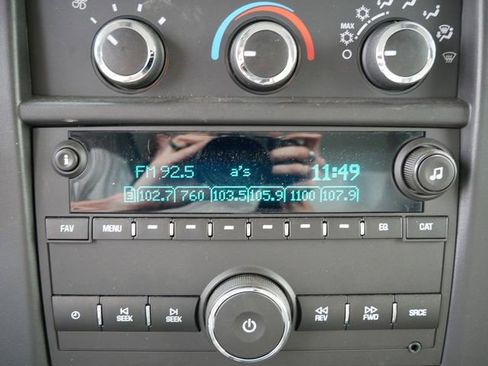 MAX
FM 92.5 a's 11:49
3 102.7 760 103.5 105.9 1100 107.9
FAV MENU EQ CAT
SEEK SEEK REV FWD SRCE